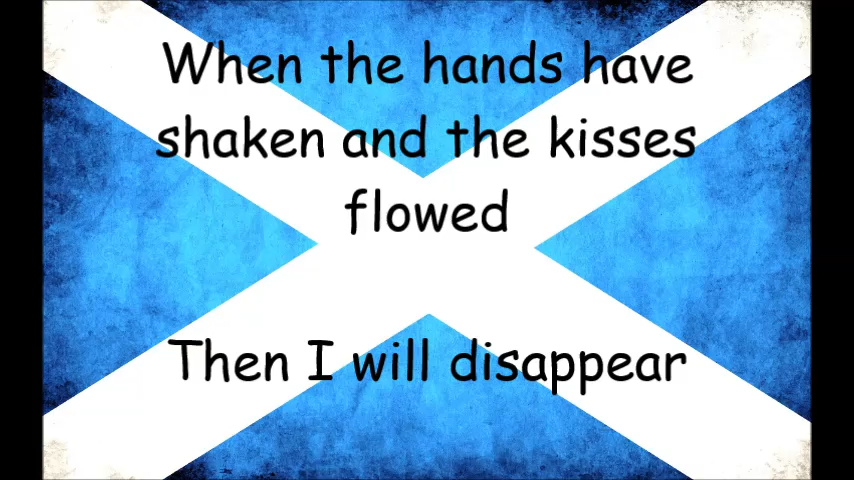 When the hands have
shaken and the kisses
flowed
Then I will disappear